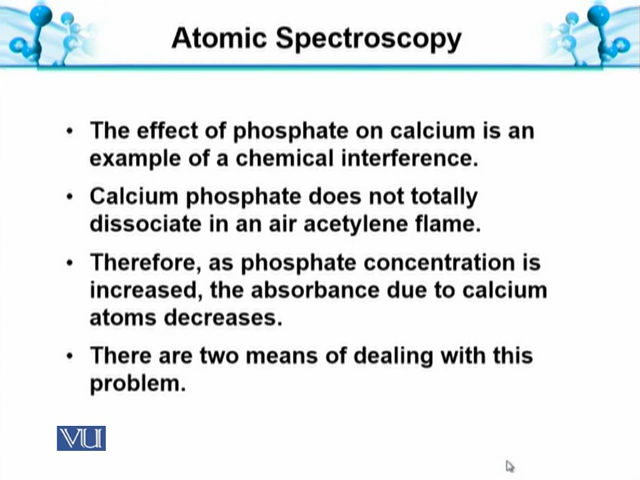 Atomic Spectroscopy
• The effect of phosphate on calcium is an
example of a chemical interference.
• Calcium phosphate does not totally
dissociate in an air acetylene flame.
• Therefore, as phosphate concentration is
increased, the absorbance due to calcium
atoms decreases.
• There are two means of dealing with this
problem.
VU